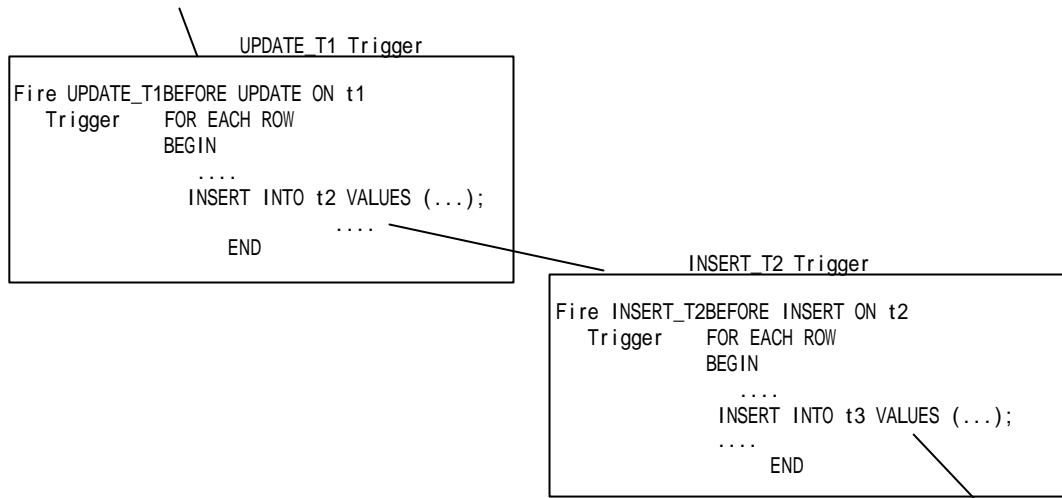 UPDATE_T1 Trigger
Fire UPDATE_T1BEFORE UPDATE ON t1
Trigger FOR EACH ROW
BEGIN
....
INSERT INTO t2 VALUES (...);
....
END
INSERT_T2 Trigger
Fire INSERT_T2BEFORE INSERT ON t2
Trigger FOR EACH ROW
BEGIN
....
INSERT INTO t3 VALUES (...);
....
END